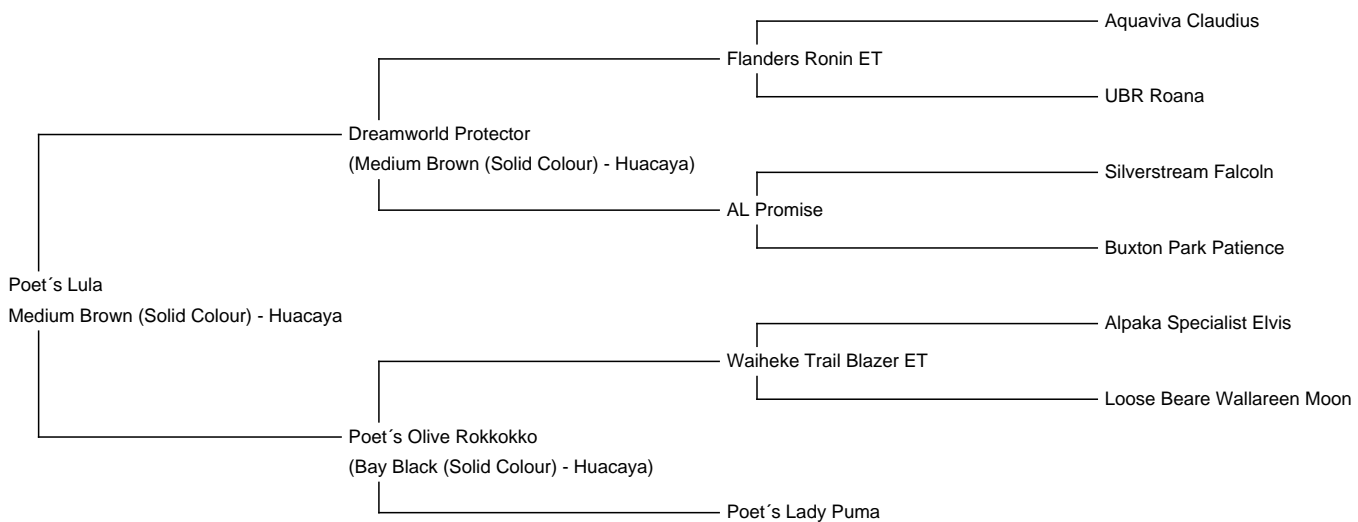 Aquaviva Claudius
Flanders Ronin ET
UBR Roana
Dreamworld Protector
(Medium Brown (Solid Colour) - Huacaya)
Silverstream Falcoln
AL Promise
Buxton Park Patience
Poet´s Lula
Medium Brown (Solid Colour) - Huacaya
Alpaka Specialist Elvis
Waiheke Trail Blazer ET
Loose Beare Wallareen Moon
Poet´s Olive Rokkokko
(Bay Black (Solid Colour) - Huacaya)
Poet´s Lady Puma